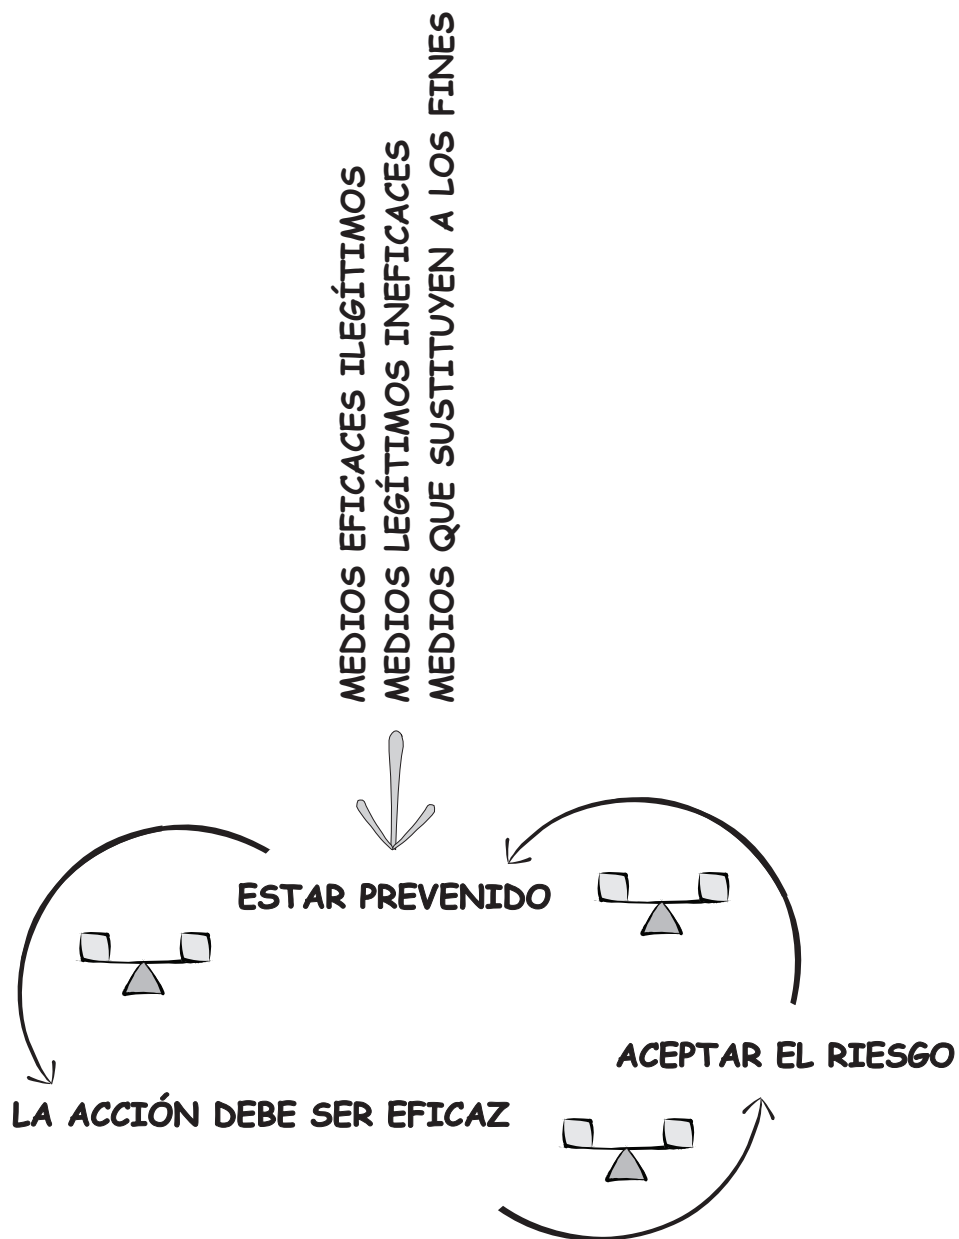 MEDIOS EFICACES ILEGÍTIMOS
MEDIOS LEGÍTIMOS INEFICACES
MEDIOS QUE SUSTITUYEN A LOS FINES
ESTAR PREVENIDO
ACEPTAR EL RIESGO
LA ACCIÓN DEBE SER EFICAZ